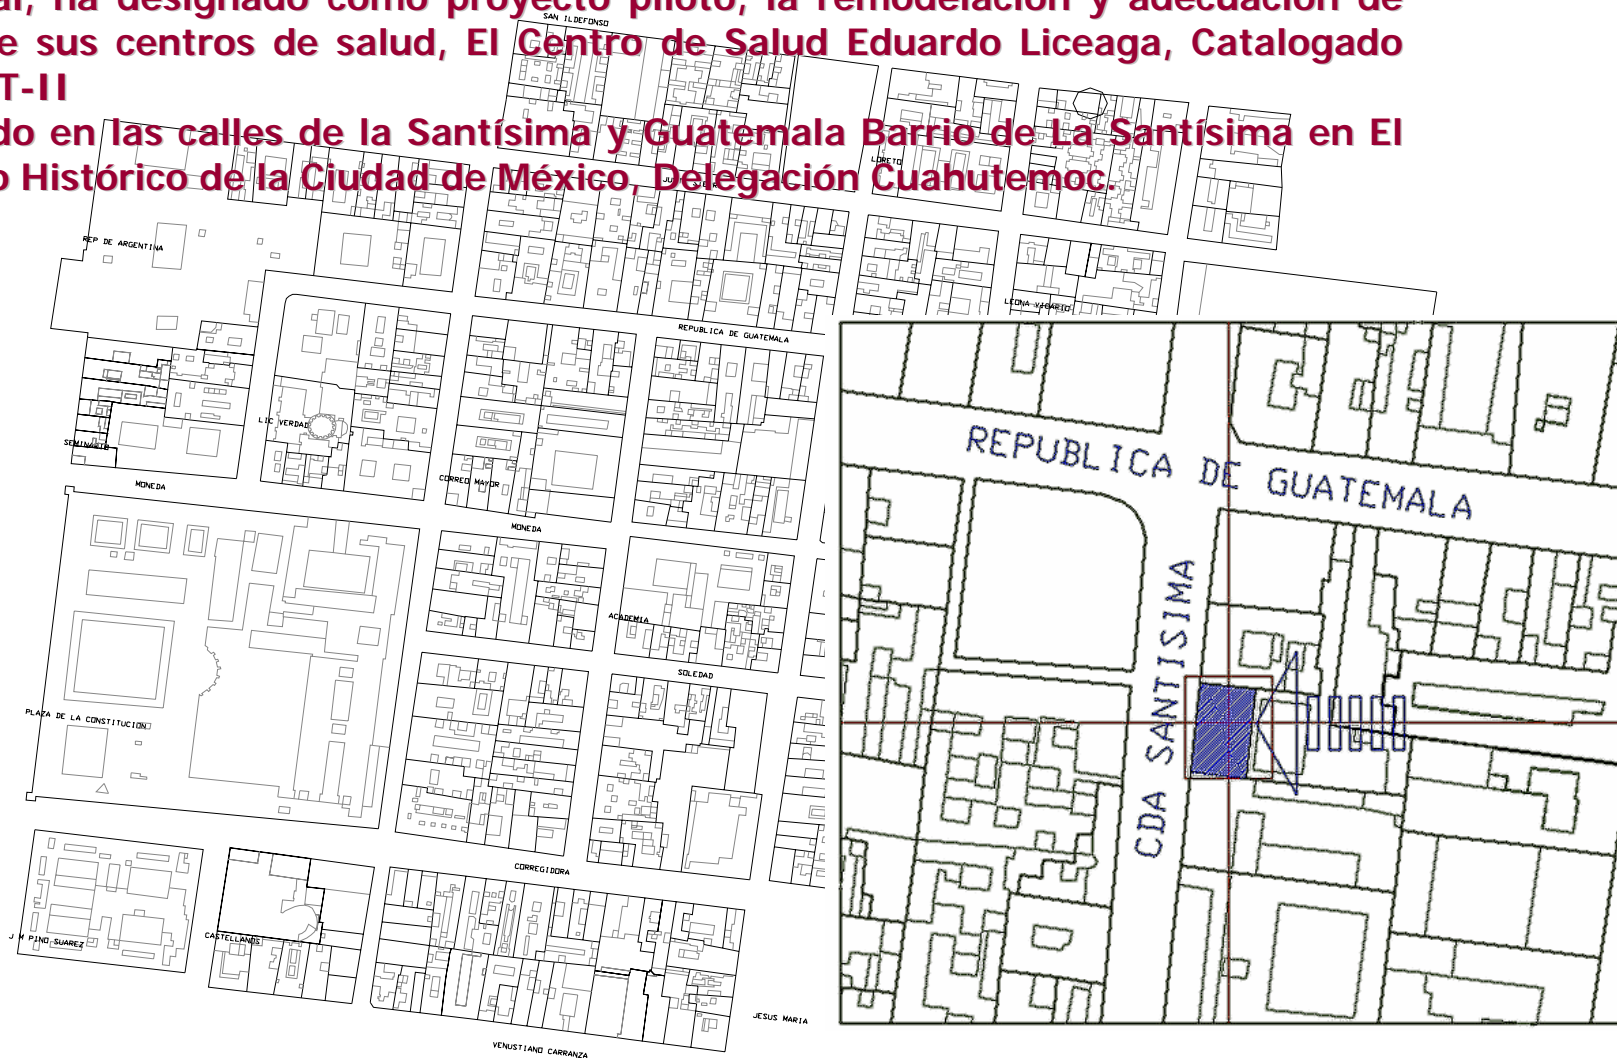 al, ha designado como proyecto piloto, la remodelación y adecuación de
e sus centros de salud, El Centro de Salud Eduardo Liceaga, Catalogado
T-II
do en las calles de la Santísima y Guatemala Barrio de La Santísima en El
o Histórico de la Ciudad de México, Delegación Cuahutemoc.
SAN ILDEFONSO
LORETO
REP DE ARGENTINA
LEONA VICARIO
REPUBLICA DE GUATEMALA
LIC VERDAD
SEMINARIO
MONEDA
CORREO MAYOR
MONEDA
ACADEMIA
SOLEDAD
PLAZA DE LA CONSTITUCION
CORREGIDORA
J M PINO SUAREZ
CASTELLANOS
JESUS MARIA
VENUSTIANO CARRANZA
REPUBLICA DE GUATEMALA
CDA SANTISIMA